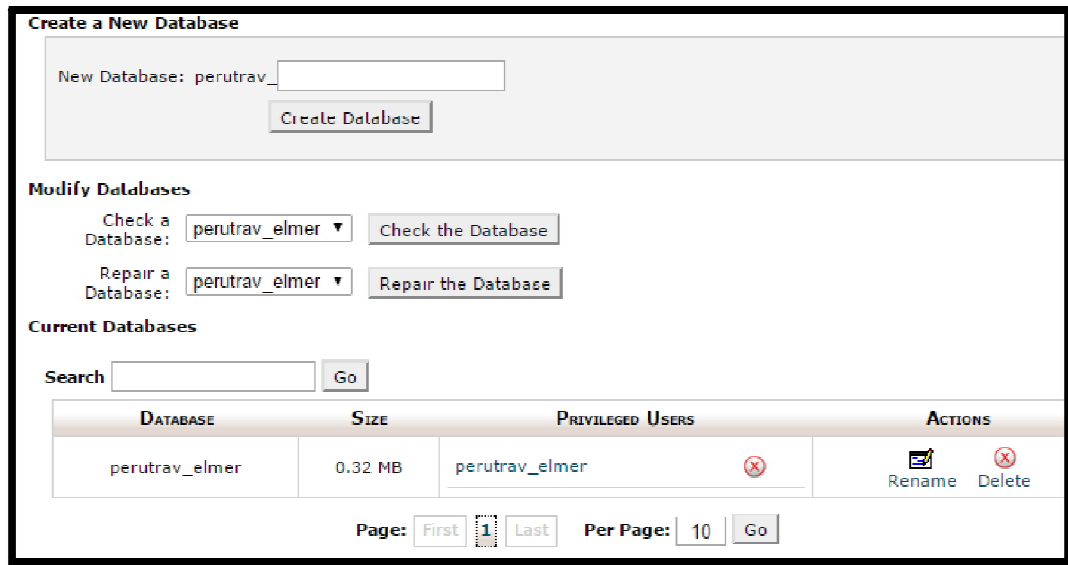 Create a New Database
New Database: perutrav_
Create Database
Modify Databases
Check a
Database:
perutrav_elmer
Check the Database
Repair a
Database:
perutrav_elmer
Repair the Database
Current Databases
Search
Go
DATABASE SIZE PRIVILEGED USERS ACTIONS
perutrav_elmer 0.32 MB perutrav_elmer Rename Delete
Page: First 1 Last Per Page: 10 Go